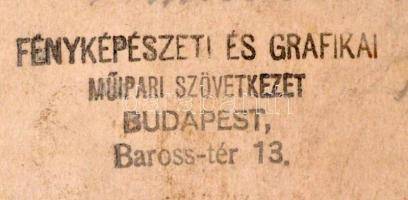 FÉNYKÉPÉSZETI ÉS GRAFIKAI
MŰIPARI SZÖVETKEZET
BUDAPEST,
Baross-tér 13.